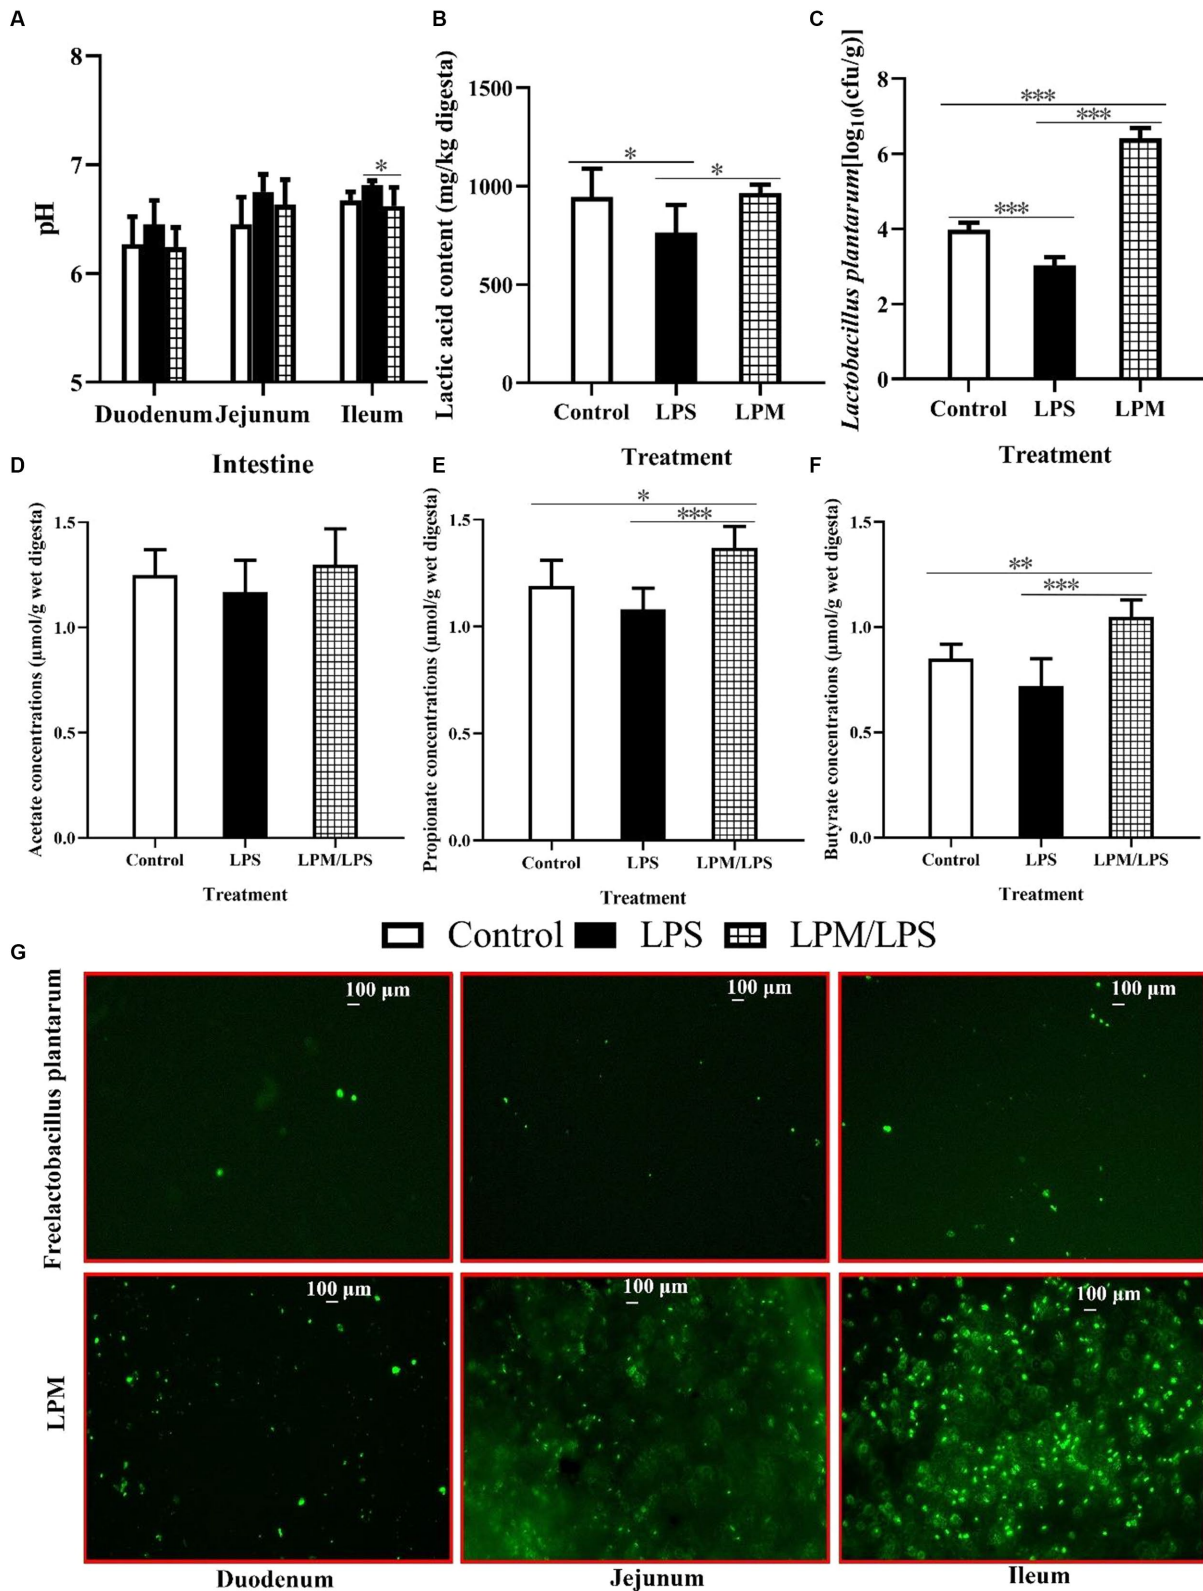 A
pH
8
7
6
5
*
Duodenum Jejunum Ileum
Intestine
B
Lactic acid content (mg/kg digesta)
1500
1000
500
0
*
*
Control LPS LPM
Treatment
C
Lactobacillus plantarum[log10(cfu/g)]
8
6
4
2
0
***
***
***
Control LPS LPM
Treatment
D
Acetate concentrations (µmol/g wet digesta)
1.5
1.0
0.5
0.0
Control LPS LPM/LPS
Treatment
E
Propionate concentrations (µmol/g wet digesta)
1.5
1.0
0.5
0.0
*
***
Control LPS LPM/LPS
Treatment
F
Butyrate concentrations (µmol/g wet digesta)
1.5
1.0
0.5
0.0
**
***
Control LPS LPM/LPS
Treatment
Control LPS LPM/LPS
G
Freelactobacillus plantarum
100 µm
100 µm
100 µm
LPM
100 µm
100 µm
100 µm
Duodenum
Jejunum
Ileum